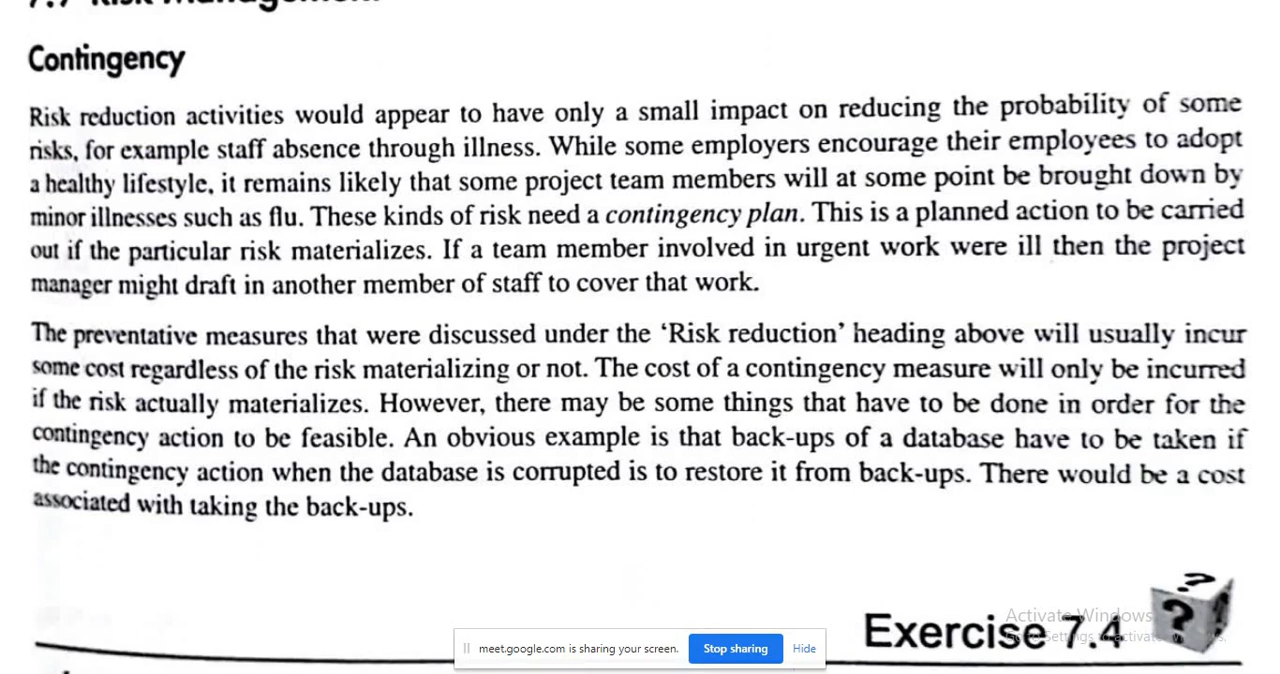 Risk Management
Contingency
Risk reduction activities would appear to have only a small impact on reducing the probability of some
risks, for example staff absence through illness. While some employers encourage their employees to adopt
a healthy lifestyle, it remains likely that some project team members will at some point be brought down by
minor illnesses such as flu. These kinds of risk need a contingency plan. This is a planned action to be carried
out if the particular risk materializes. If a team member involved in urgent work were ill then the project
manager might draft in another member of staff to cover that work.
The preventative measures that were discussed under the ‘Risk reduction’ heading above will usually incur
some cost regardless of the risk materializing or not. The cost of a contingency measure will only be incurred
if the risk actually materializes. However, there may be some things that have to be done in order for the
contingency action to be feasible. An obvious example is that back-ups of a database have to be taken if
the contingency action when the database is corrupted is to restore it from back-ups. There would be a cost
associated with taking the back-ups.
Activate Windows
Exercise 7.4
Go to Settings to activate Windows.
meet.google.com is sharing your screen. Stop sharing Hide